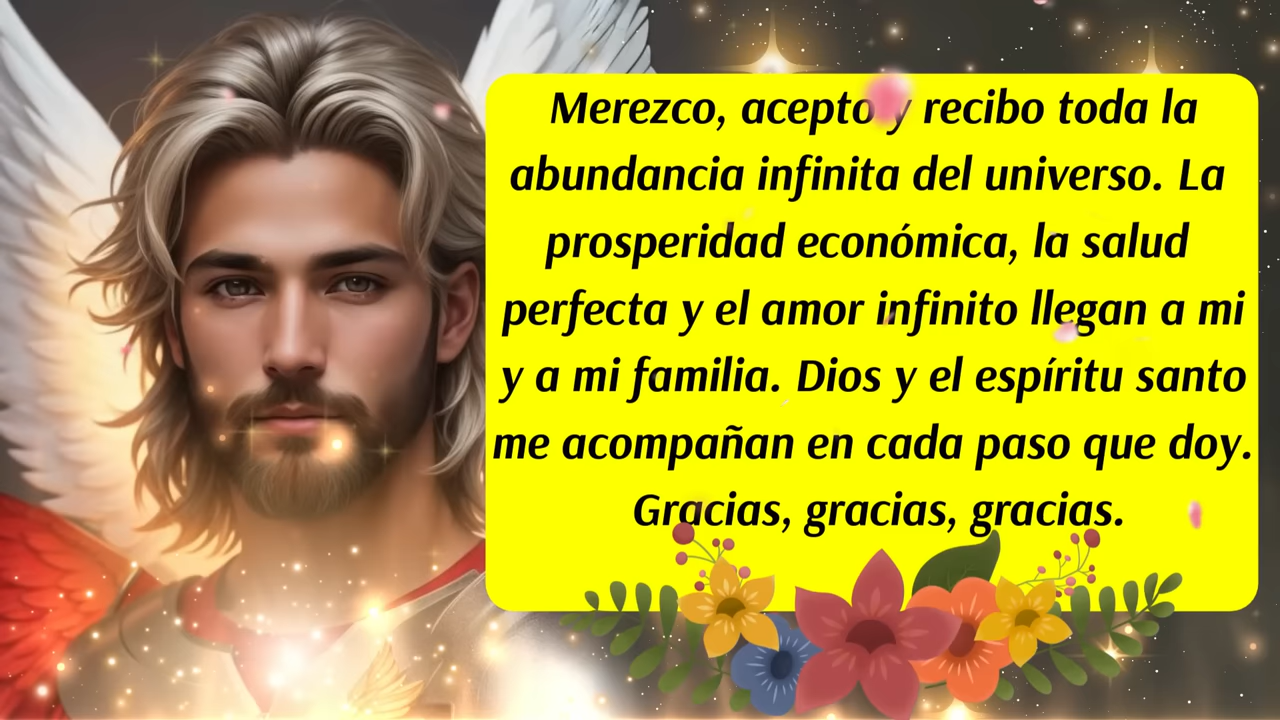 Merezco, acepto y recibo toda la
abundancia infinita del universo. La
prosperidad económica, la salud
perfecta y el amor infinito llegan a mi
y a mi familia. Dios y el espíritu santo
me acompañan en cada paso que doy.
Gracias, gracias, gracias.